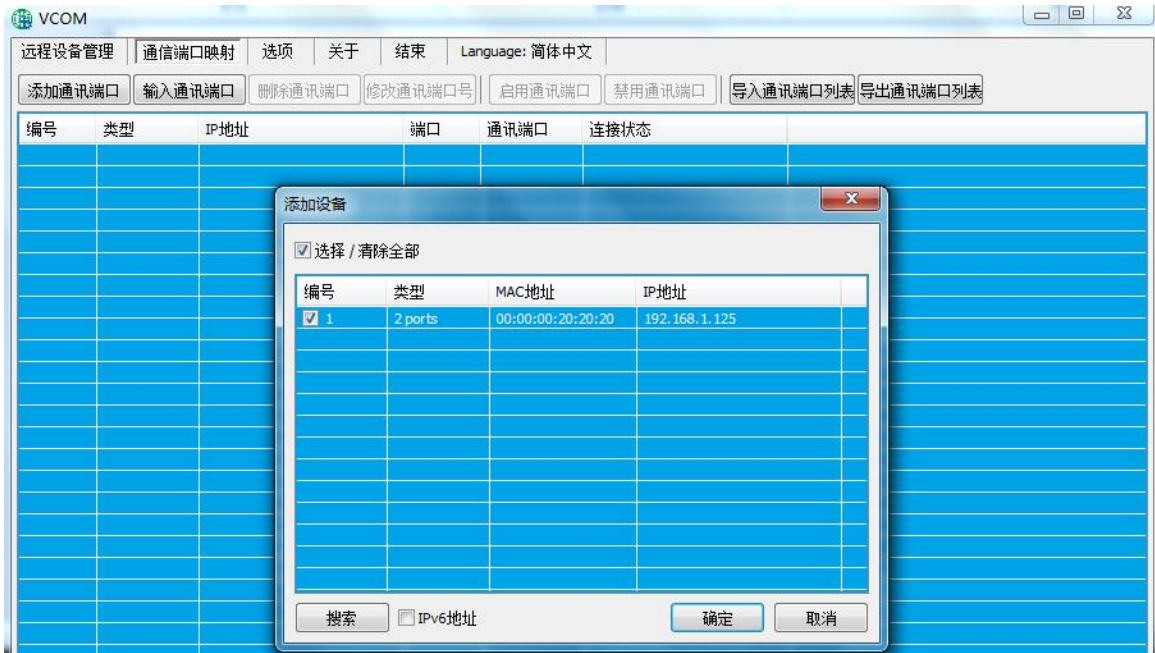 VCOM
远程设备管理 通信端口映射 选项 关于 结束 Language: 简体中文
添加通讯端口 输入通讯端口 删除通讯端口 修改通讯端口号 启用通讯端口 禁用通讯端口 导入通讯端口列表 导出通讯端口列表
编号 类型 IP地址 端口 通讯端口 连接状态
添加设备
选择 / 清除全部
编号 类型 MAC地址 IP地址
1 2 ports 00:00:00:20:20:20 192.168.1.125
搜索 IPv6地址 确定 取消